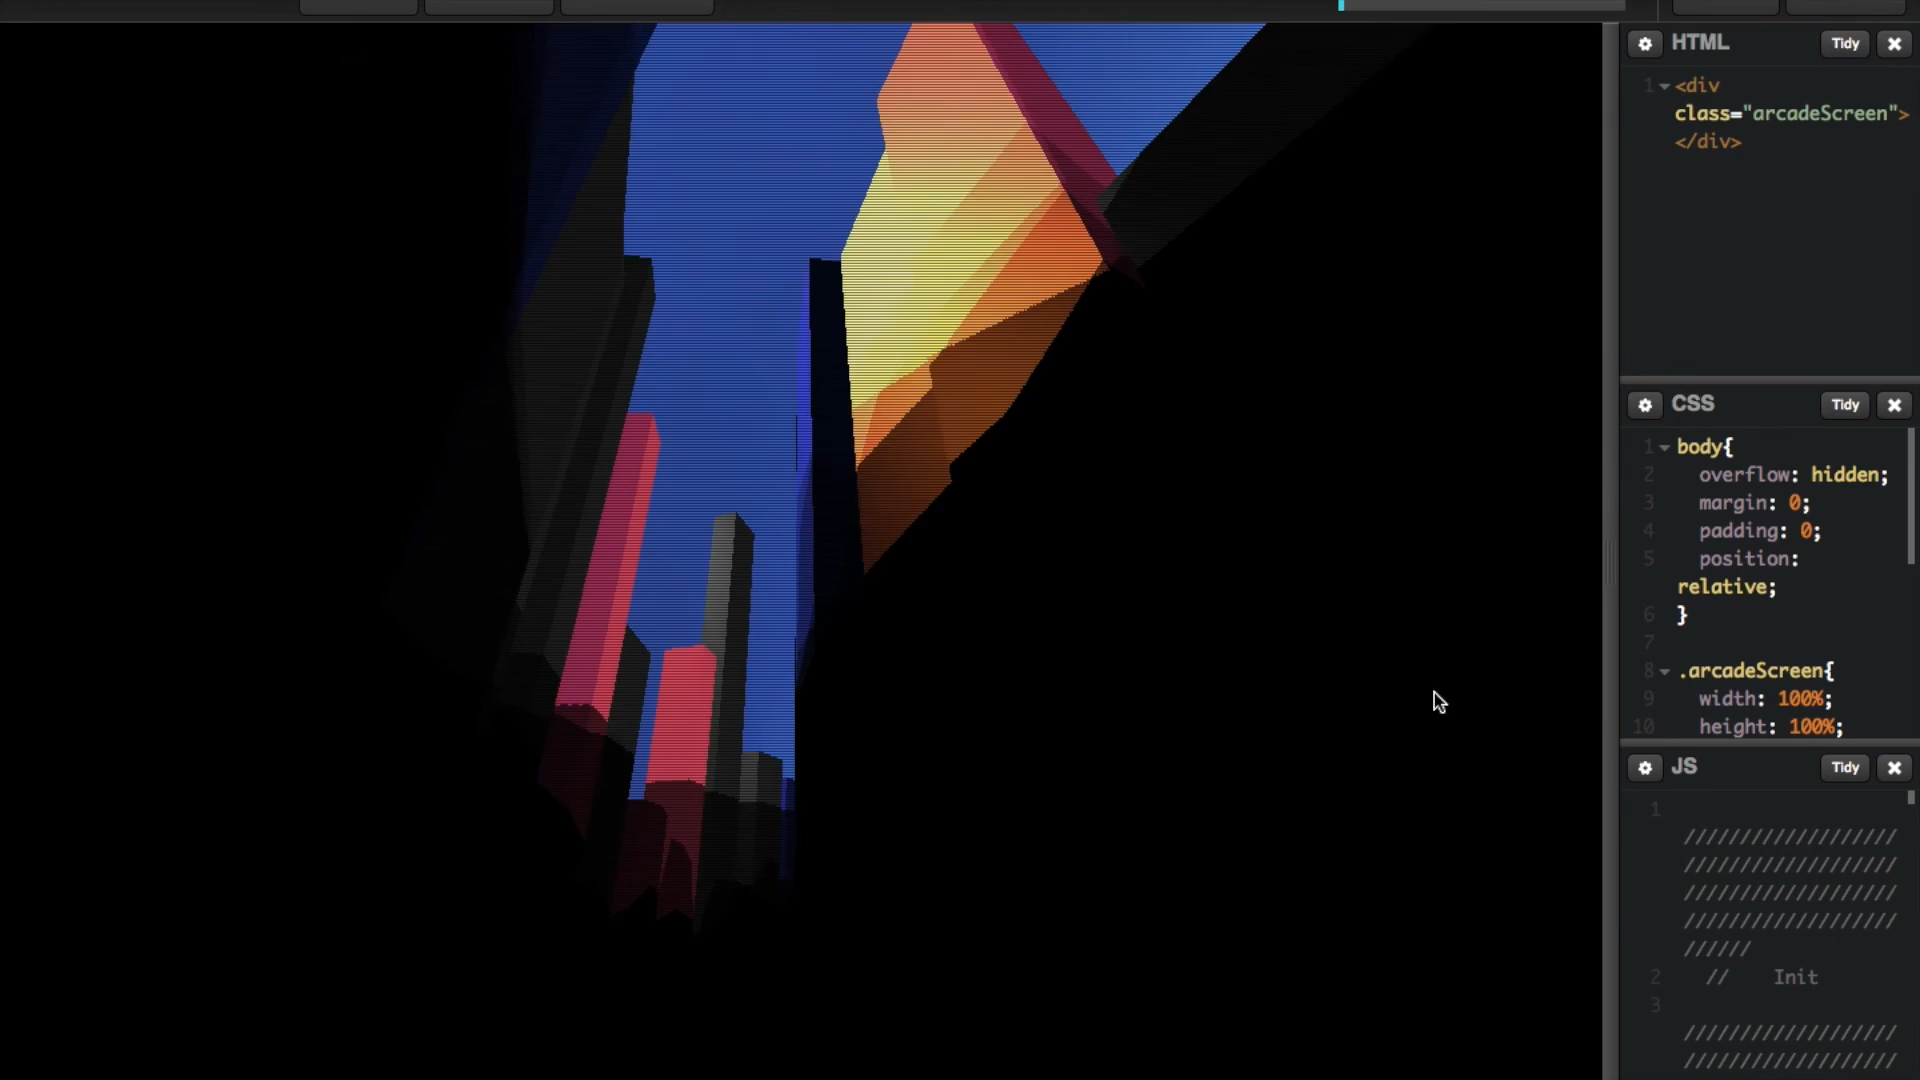 HTML Tidy
1 <div
class="arcadeScreen">
</div>
CSS Tidy
1 body{
2 overflow: hidden;
3 margin: 0;
4 padding: 0;
5 position:
relative;
6 }
7
8 .arcadeScreen{
9 width: 100%;
10 height: 100%;
JS Tidy
1
///////////////////
///////////////////
///////////////////
///////////////////
//////
2 // Init
3
///////////////////
///////////////////